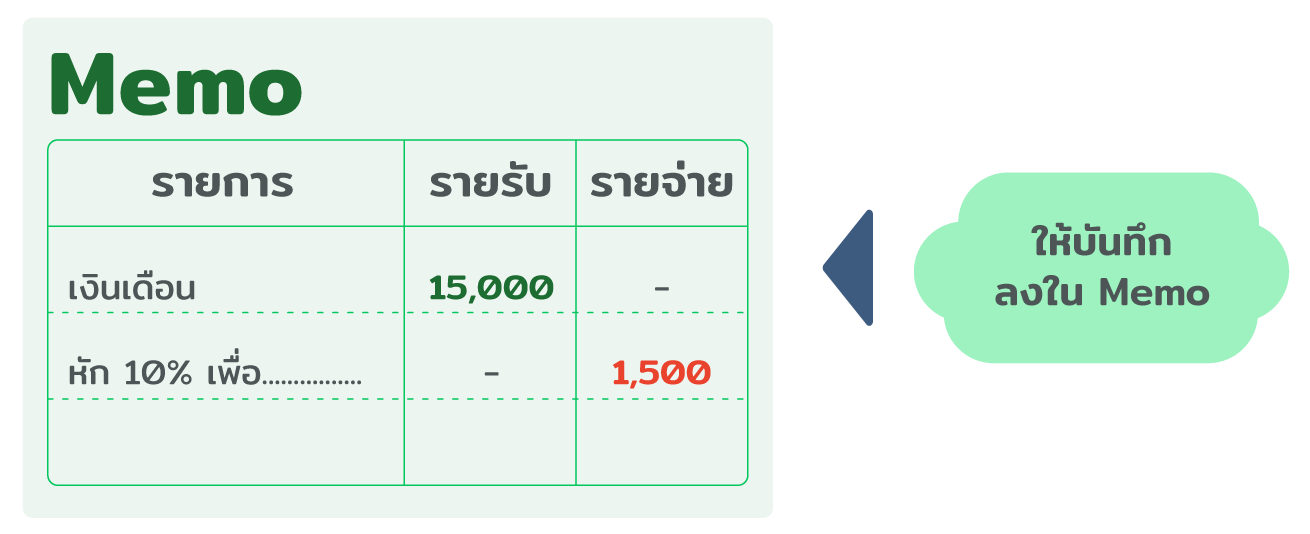 Memo
รายการ รายรับ รายจ่าย
เงินเดือน 15,000 -
หัก 10% เพื่อ................ - 1,500
ให้บันทึก
ลงใน Memo